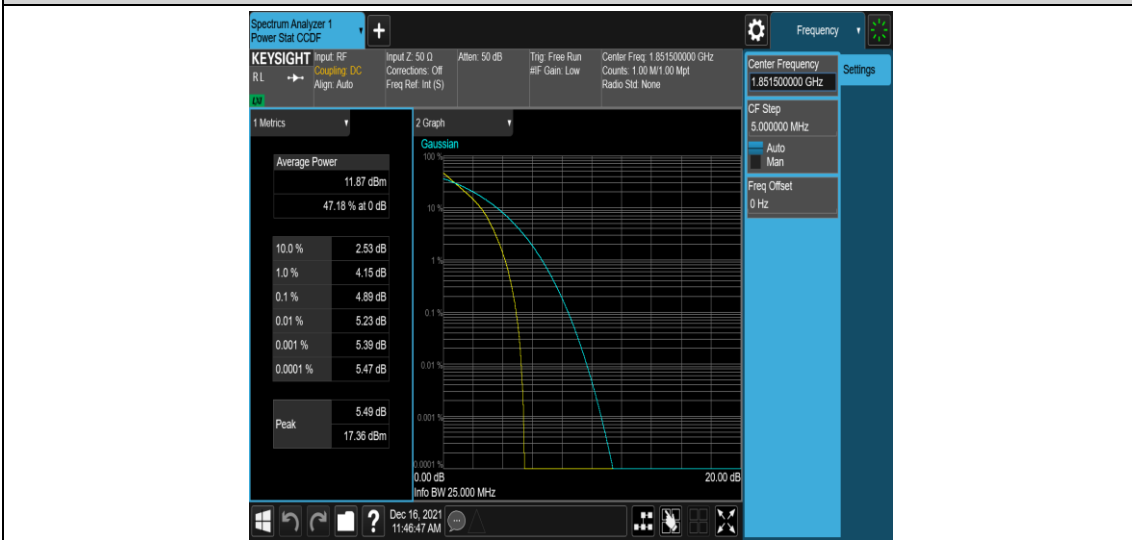 Spectrum Analyzer 1
Power Stat CCDF
+
Frequency
KEYSIGHT
RL
LXI
Input: RF
Coupling: DC
Align: Auto
Input Z: 50 Ω
Corrections: Off
Freq Ref: Int (S)
Atten: 50 dB
Trig: Free Run
#IF Gain: Low
Center Freq: 1.851500000 GHz
Counts: 1.00 M/1.00 Mpt
Radio Std: None
Center Frequency
1.851500000 GHz
Settings
CF Step
5.000000 MHz
Auto
Man
Freq Offset
0 Hz
1 Metrics
Average Power
11.87 dBm
47.18 % at 0 dB
10.0 % 2.53 dB
1.0 % 4.15 dB
0.1 % 4.89 dB
0.01 % 5.23 dB
0.001 % 5.39 dB
0.0001 % 5.47 dB
Peak
5.49 dB
17.36 dBm
2 Graph
Gaussian
100 %
10 %
1 %
0.1 %
0.01 %
0.001 %
0.0001 %
0.00 dB 20.00 dB
Info BW 25.000 MHz
?
Dec 16, 2021
11:46:47 AM